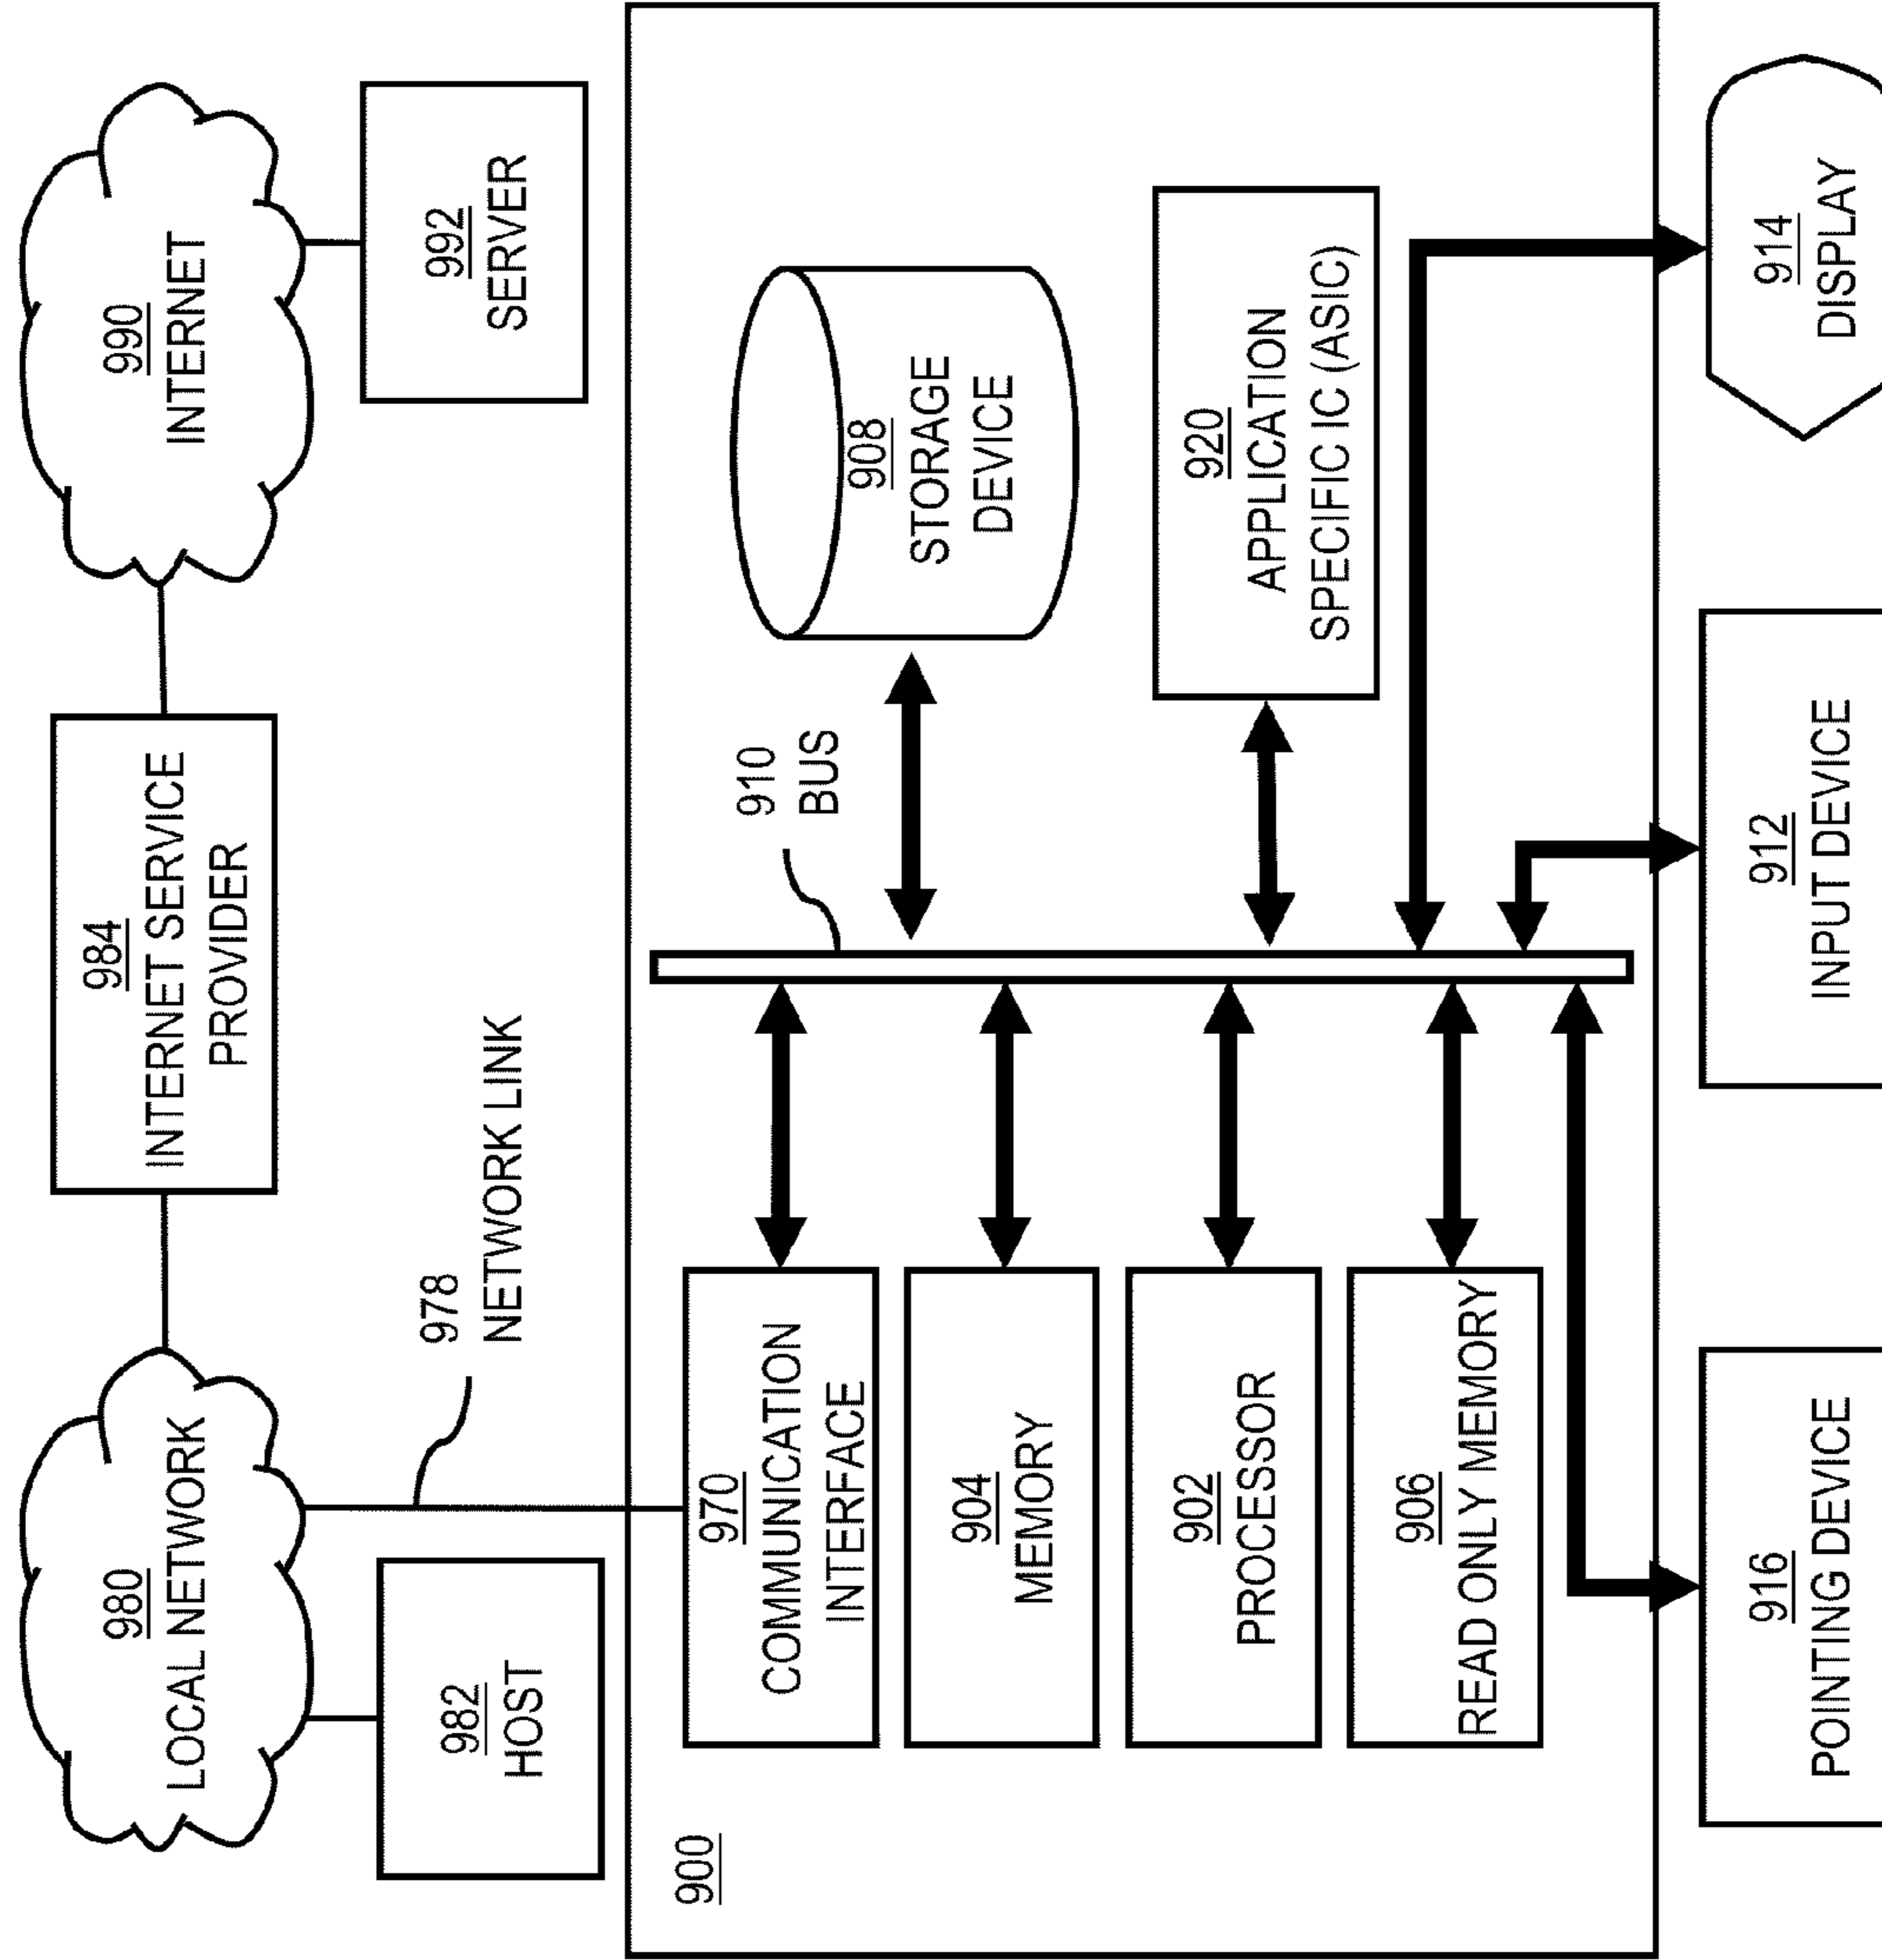 980
LOCAL NETWORK
984
INTERNET SERVICE
PROVIDER
990
INTERNET
982
HOST
978
NETWORK LINK
992
SERVER
900
970
COMMUNICATION
INTERFACE
910
BUS
908
STORAGE
DEVICE
904
MEMORY
902
PROCESSOR
920
APPLICATION
SPECIFIC IC (ASIC)
906
READ ONLY MEMORY
916
POINTING DEVICE
912
INPUT DEVICE
914
DISPLAY